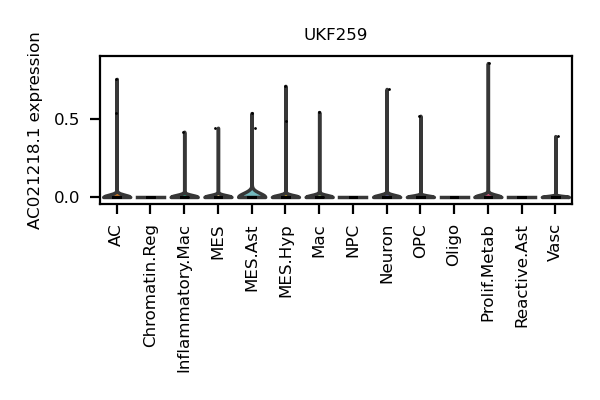 UKF259
AC021218.1 expression
0.5
0.0
AC
Chromatin.Reg
Inflammatory.Mac
MES
MES.Ast
MES.Hyp
Mac
NPC
Neuron
OPC
Oligo
Prolif.Metab
Reactive.Ast
Vasc